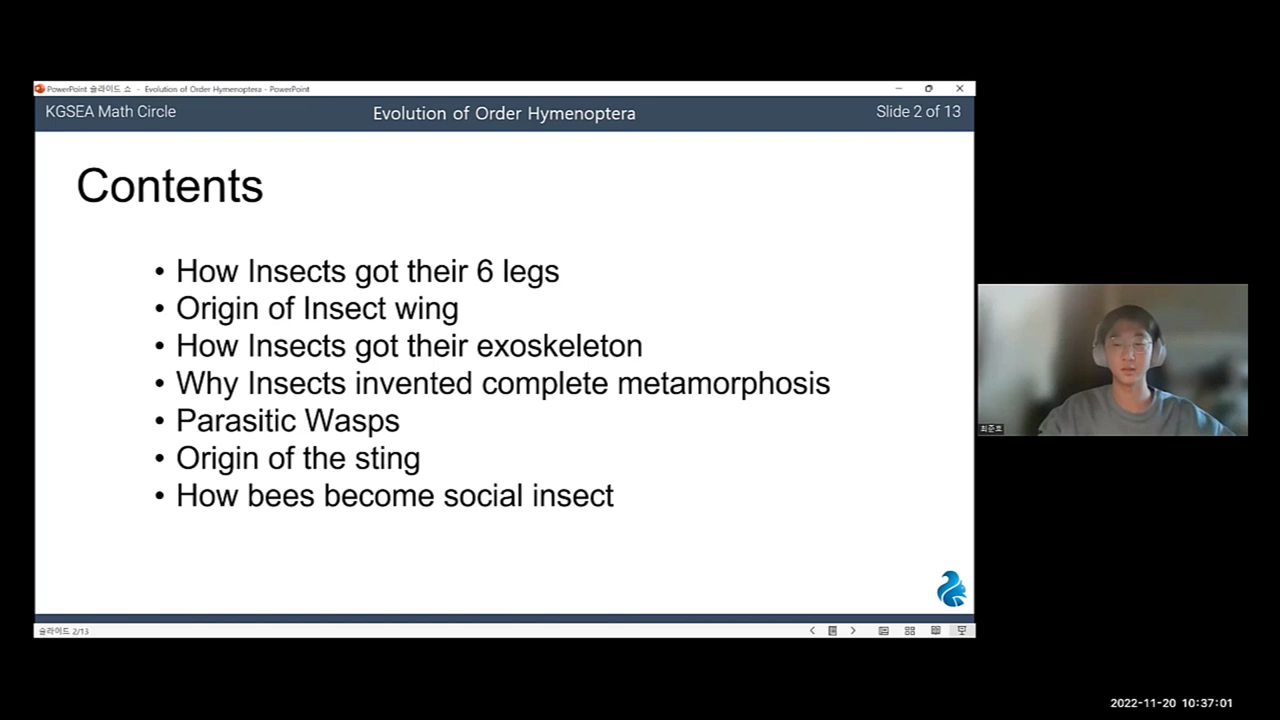 PowerPoint 슬라이드 쇼 - Evolution of Order Hymenoptera - PowerPoint
KGSEA Math Circle
Evolution of Order Hymenoptera
Slide 2 of 13
Contents
• How Insects got their 6 legs
• Origin of Insect wing
• How Insects got their exoskeleton
• Why Insects invented complete metamorphosis
• Parasitic Wasps
• Origin of the sting
• How bees become social insect
최준호
슬라이드 2/13
2022-11-20 10:37:01